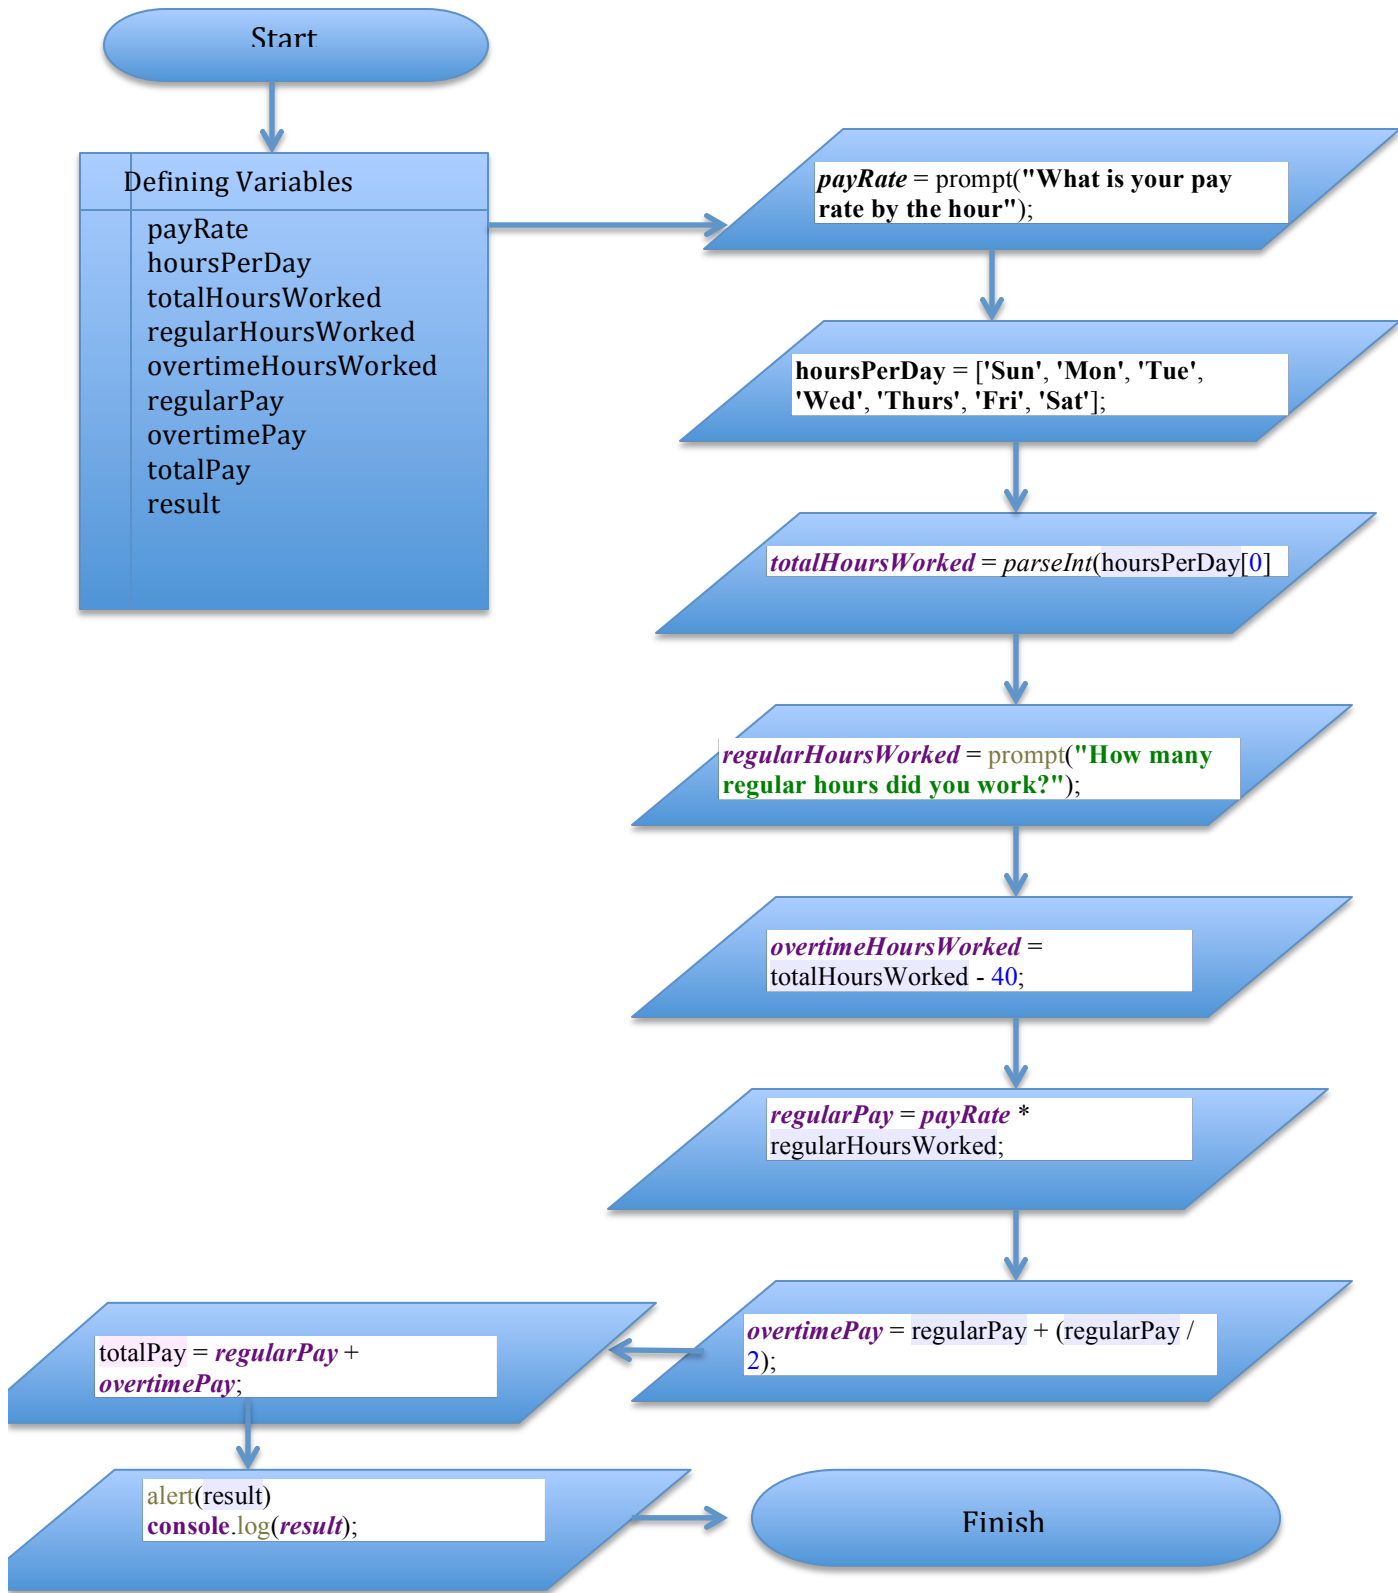 Start
Defining Variables
payRate
hoursPerDay
totalHoursWorked
regularHoursWorked
overtimeHoursWorked
regularPay
overtimePay
totalPay
result
payRate = prompt("What is your pay
rate by the hour");
hoursPerDay = ['Sun', 'Mon', 'Tue',
'Wed', 'Thurs', 'Fri', 'Sat'];
totalHoursWorked = parseInt(hoursPerDay[0]
regularHoursWorked = prompt("How many
regular hours did you work?");
overtimeHoursWorked =
totalHoursWorked - 40;
regularPay = payRate *
regularHoursWorked;
overtimePay = regularPay + (regularPay /
2);
totalPay = regularPay +
overtimePay;
alert(result)
console.log(result);
Finish